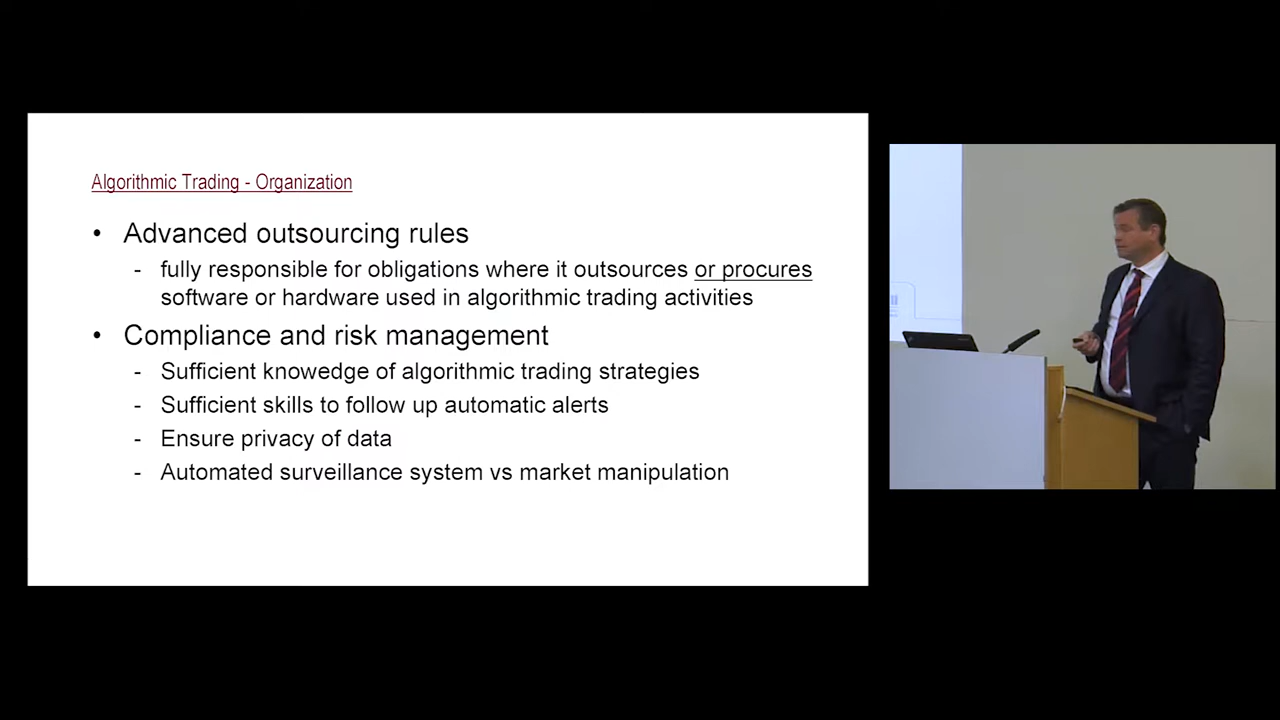 Algorithmic Trading - Organization
• Advanced outsourcing rules
- fully responsible for obligations where it outsources or procures
software or hardware used in algorithmic trading activities
• Compliance and risk management
- Sufficient knowedge of algorithmic trading strategies
- Sufficient skills to follow up automatic alerts
- Ensure privacy of data
- Automated surveillance system vs market manipulation